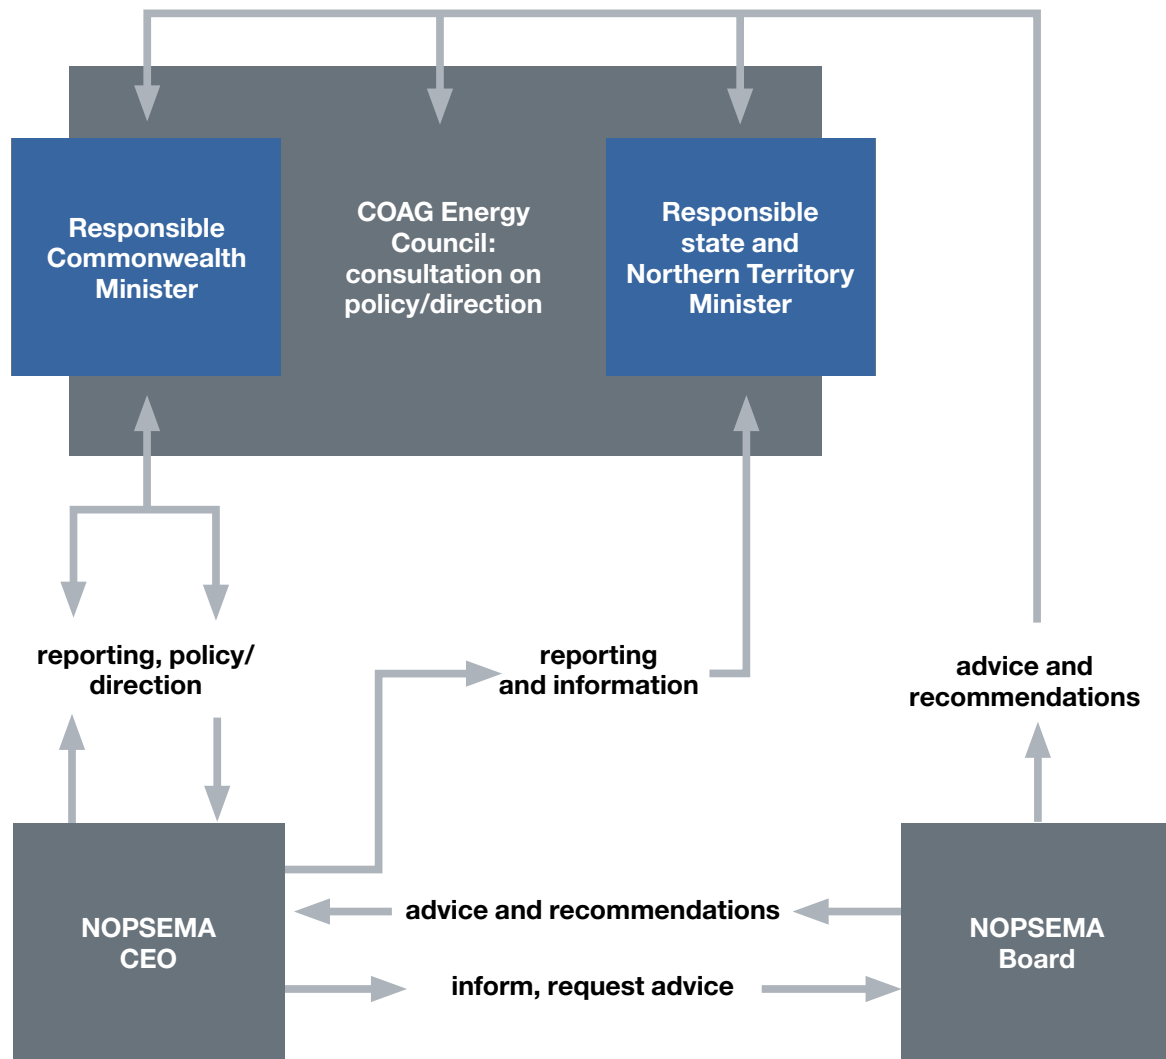 Responsible
Commonwealth
Minister
COAG Energy
Council:
consultation on
policy/direction
Responsible
state and
Northern Territory
Minister
reporting, policy/
direction
reporting
and information
advice and
recommendations
NOPSEMA
CEO
advice and recommendations
inform, request advice
NOPSEMA
Board